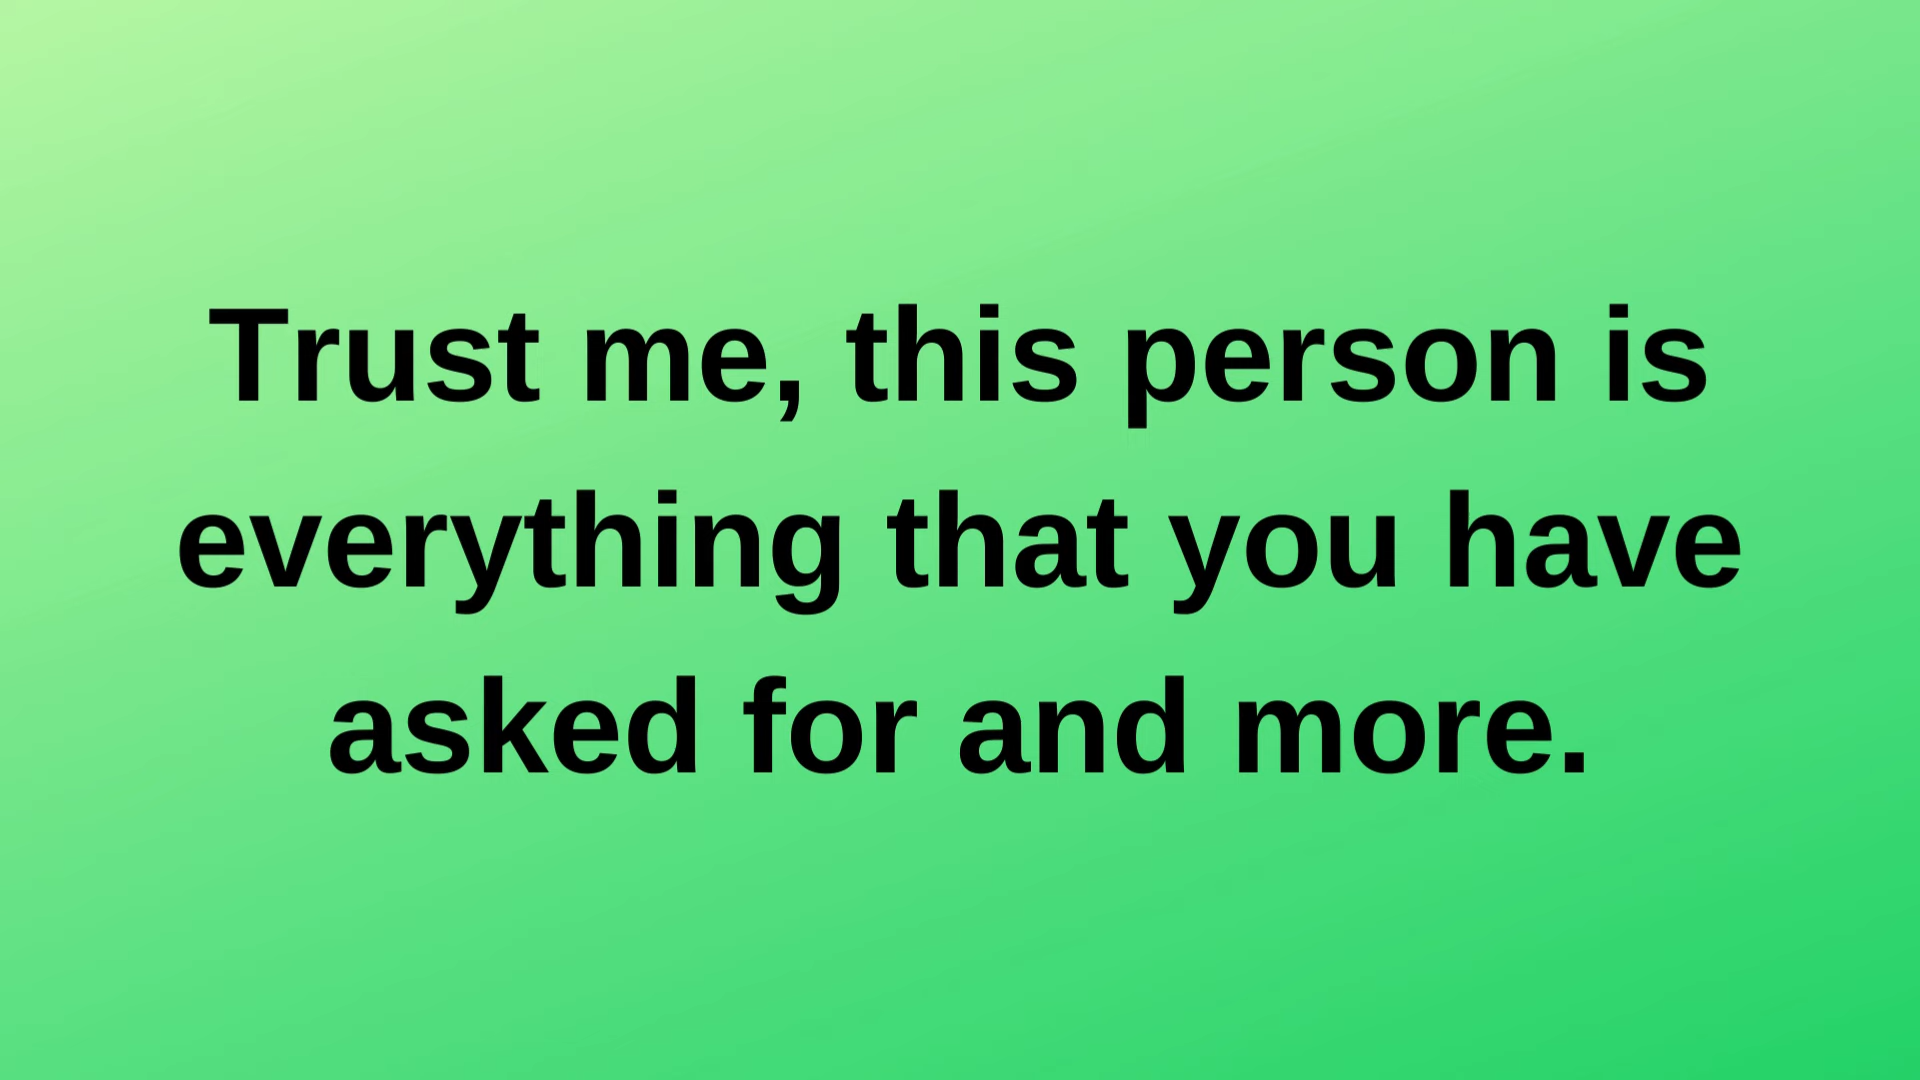 Trust me, this person is
everything that you have
asked for and more.